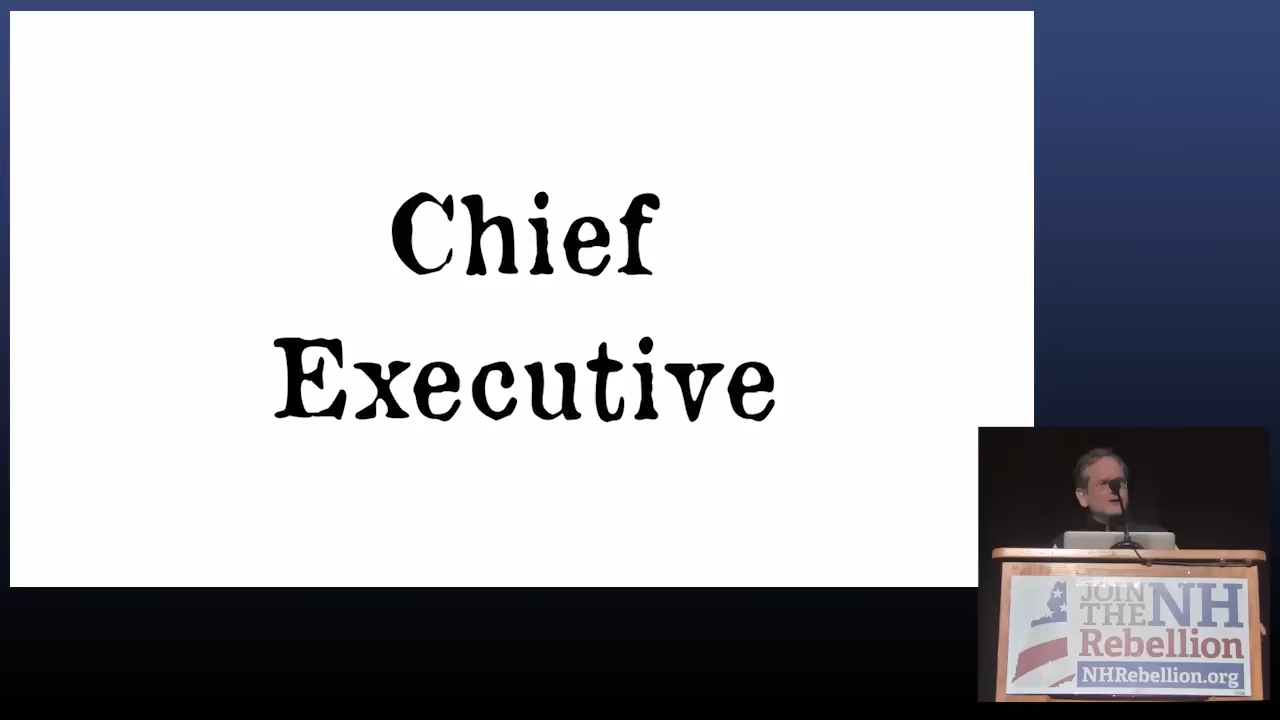 Chief
Executive
JOIN
THE NH
Rebellion
NHRebellion.org